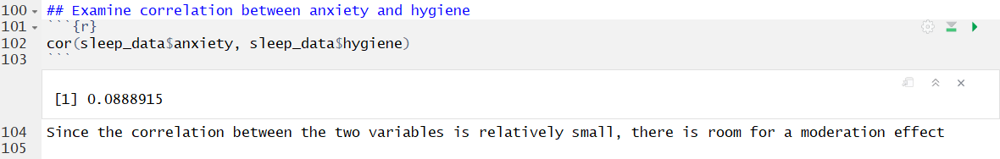 100 ## Examine correlation between anxiety and hygiene
101 ```{r}
102 cor(sleep_data$anxiety, sleep_data$hygiene)
103 ```
[1] 0.0888915
104 Since the correlation between the two variables is relatively small, there is room for a moderation effect
105